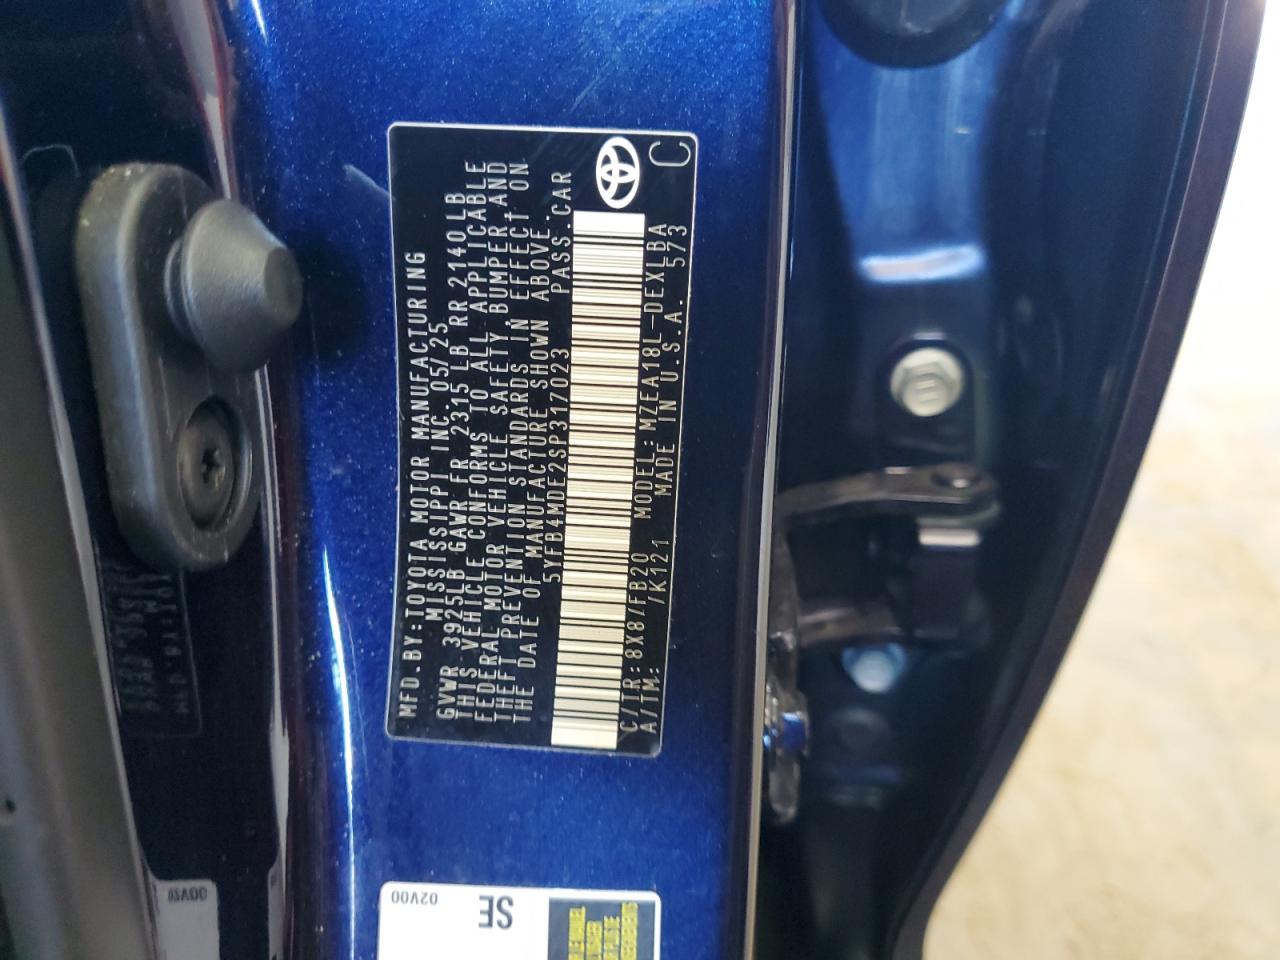 MFD.BY:TOYOTA MOTOR MANUFACTURING
MISSISSIPPI INC. 05/25
GVWR 3925LB GAWR FR 2315 LB RR 2140LB
THIS VEHICLE CONFORMS TO ALL APPLICABLE
FEDERAL MOTOR VEHICLE SAFETY, BUMPER,AND
THEFT PREVENTION STANDARDS IN EFFECT ON
THE DATE OF MANUFACTURE SHOWN ABOVE.
5YFB4MDE2SP317023 PASS.CAR
C/TR:8X8/FB20 MODEL:MZEA18L-DEXLBA
A/TM: /K121 MADE IN U.S.A. 573
C
02V00
SE